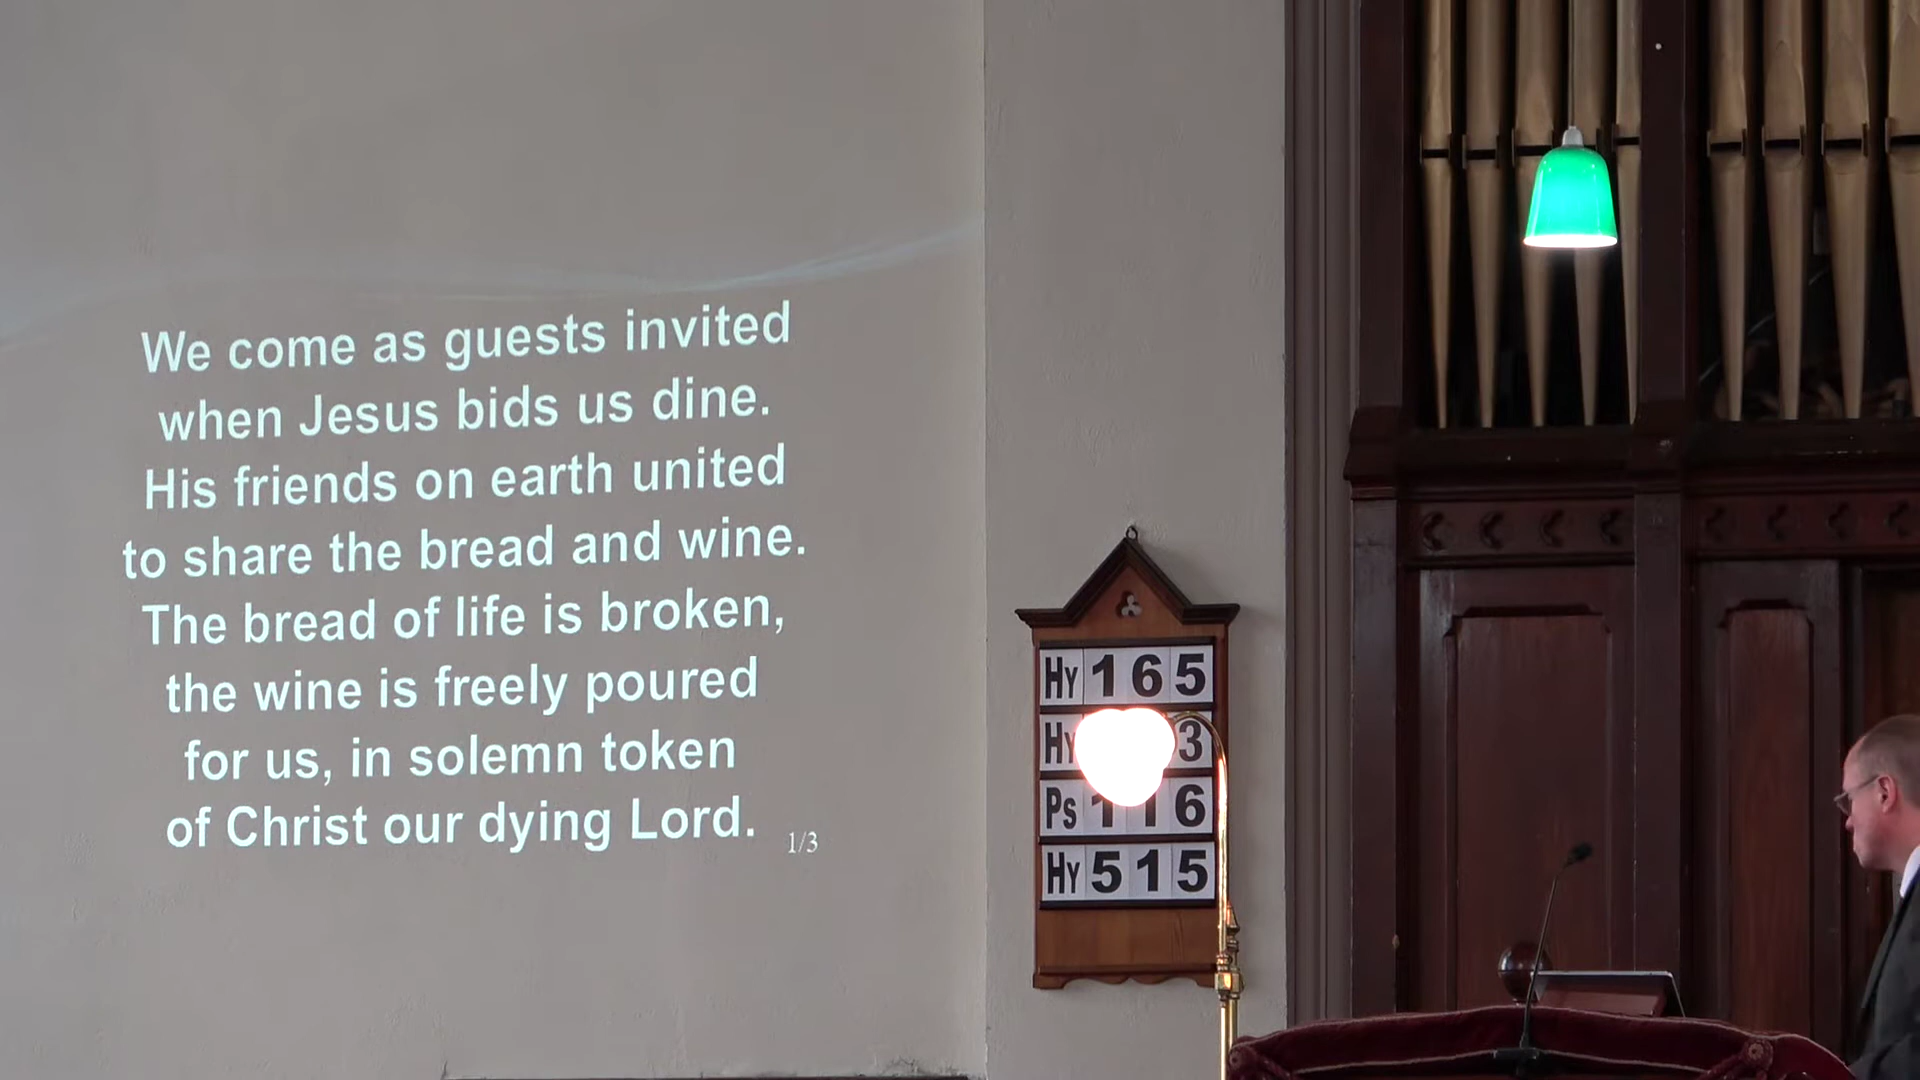 We come as guests invited
when Jesus bids us dine.
His friends on earth united
to share the bread and wine.
The bread of life is broken,
the wine is freely poured
for us, in solemn token
of Christ our dying Lord.
1/3
Hy 165
Hy 3
Ps 116
Hy 515